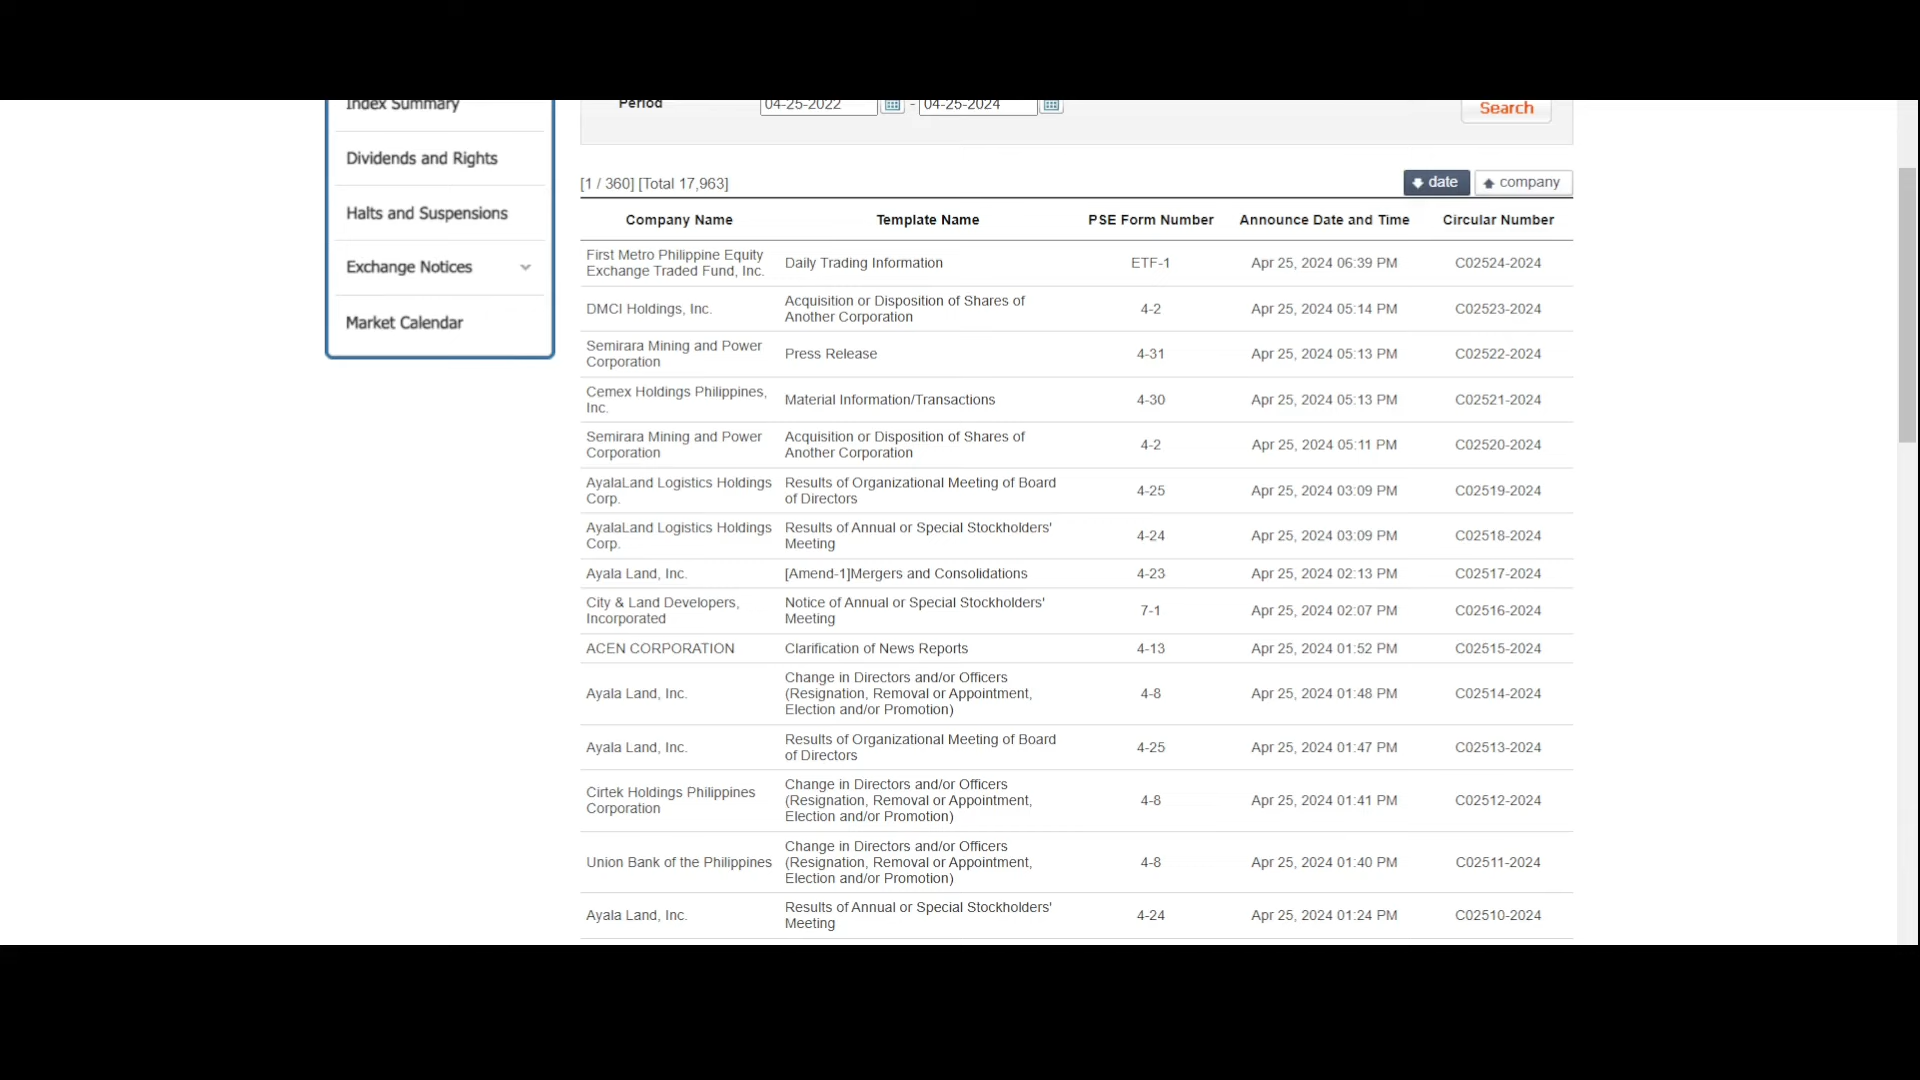 Index Summary
Dividends and Rights
Halts and Suspensions
Exchange Notices
Market Calendar
Period 04-25-2022 - 04-25-2024 Search
[1 / 360] [Total 17,963] date company
Company Name Template Name PSE Form Number Announce Date and Time Circular Number
First Metro Philippine Equity
Exchange Traded Fund, Inc. Daily Trading Information ETF-1 Apr 25, 2024 06:39 PM C02524-2024
DMCI Holdings, Inc. Acquisition or Disposition of Shares of
Another Corporation 4-2 Apr 25, 2024 05:14 PM C02523-2024
Semirara Mining and Power
Corporation Press Release 4-31 Apr 25, 2024 05:13 PM C02522-2024
Cemex Holdings Philippines,
Inc. Material Information/Transactions 4-30 Apr 25, 2024 05:13 PM C02521-2024
Semirara Mining and Power
Corporation Acquisition or Disposition of Shares of
Another Corporation 4-2 Apr 25, 2024 05:11 PM C02520-2024
AyalaLand Logistics Holdings
Corp. Results of Organizational Meeting of Board
of Directors 4-25 Apr 25, 2024 03:09 PM C02519-2024
AyalaLand Logistics Holdings
Corp. Results of Annual or Special Stockholders'
Meeting 4-24 Apr 25, 2024 03:09 PM C02518-2024
Ayala Land, Inc. [Amend-1]Mergers and Consolidations 4-23 Apr 25, 2024 02:13 PM C02517-2024
City & Land Developers,
Incorporated Notice of Annual or Special Stockholders'
Meeting 7-1 Apr 25, 2024 02:07 PM C02516-2024
ACEN CORPORATION Clarification of News Reports 4-13 Apr 25, 2024 01:52 PM C02515-2024
Ayala Land, Inc. Change in Directors and/or Officers
(Resignation, Removal or Appointment,
Election and/or Promotion) 4-8 Apr 25, 2024 01:48 PM C02514-2024
Ayala Land, Inc. Results of Organizational Meeting of Board
of Directors 4-25 Apr 25, 2024 01:47 PM C02513-2024
Cirtek Holdings Philippines
Corporation Change in Directors and/or Officers
(Resignation, Removal or Appointment,
Election and/or Promotion) 4-8 Apr 25, 2024 01:41 PM C02512-2024
Union Bank of the Philippines Change in Directors and/or Officers
(Resignation, Removal or Appointment,
Election and/or Promotion) 4-8 Apr 25, 2024 01:40 PM C02511-2024
Ayala Land, Inc. Results of Annual or Special Stockholders'
Meeting 4-24 Apr 25, 2024 01:24 PM C02510-2024